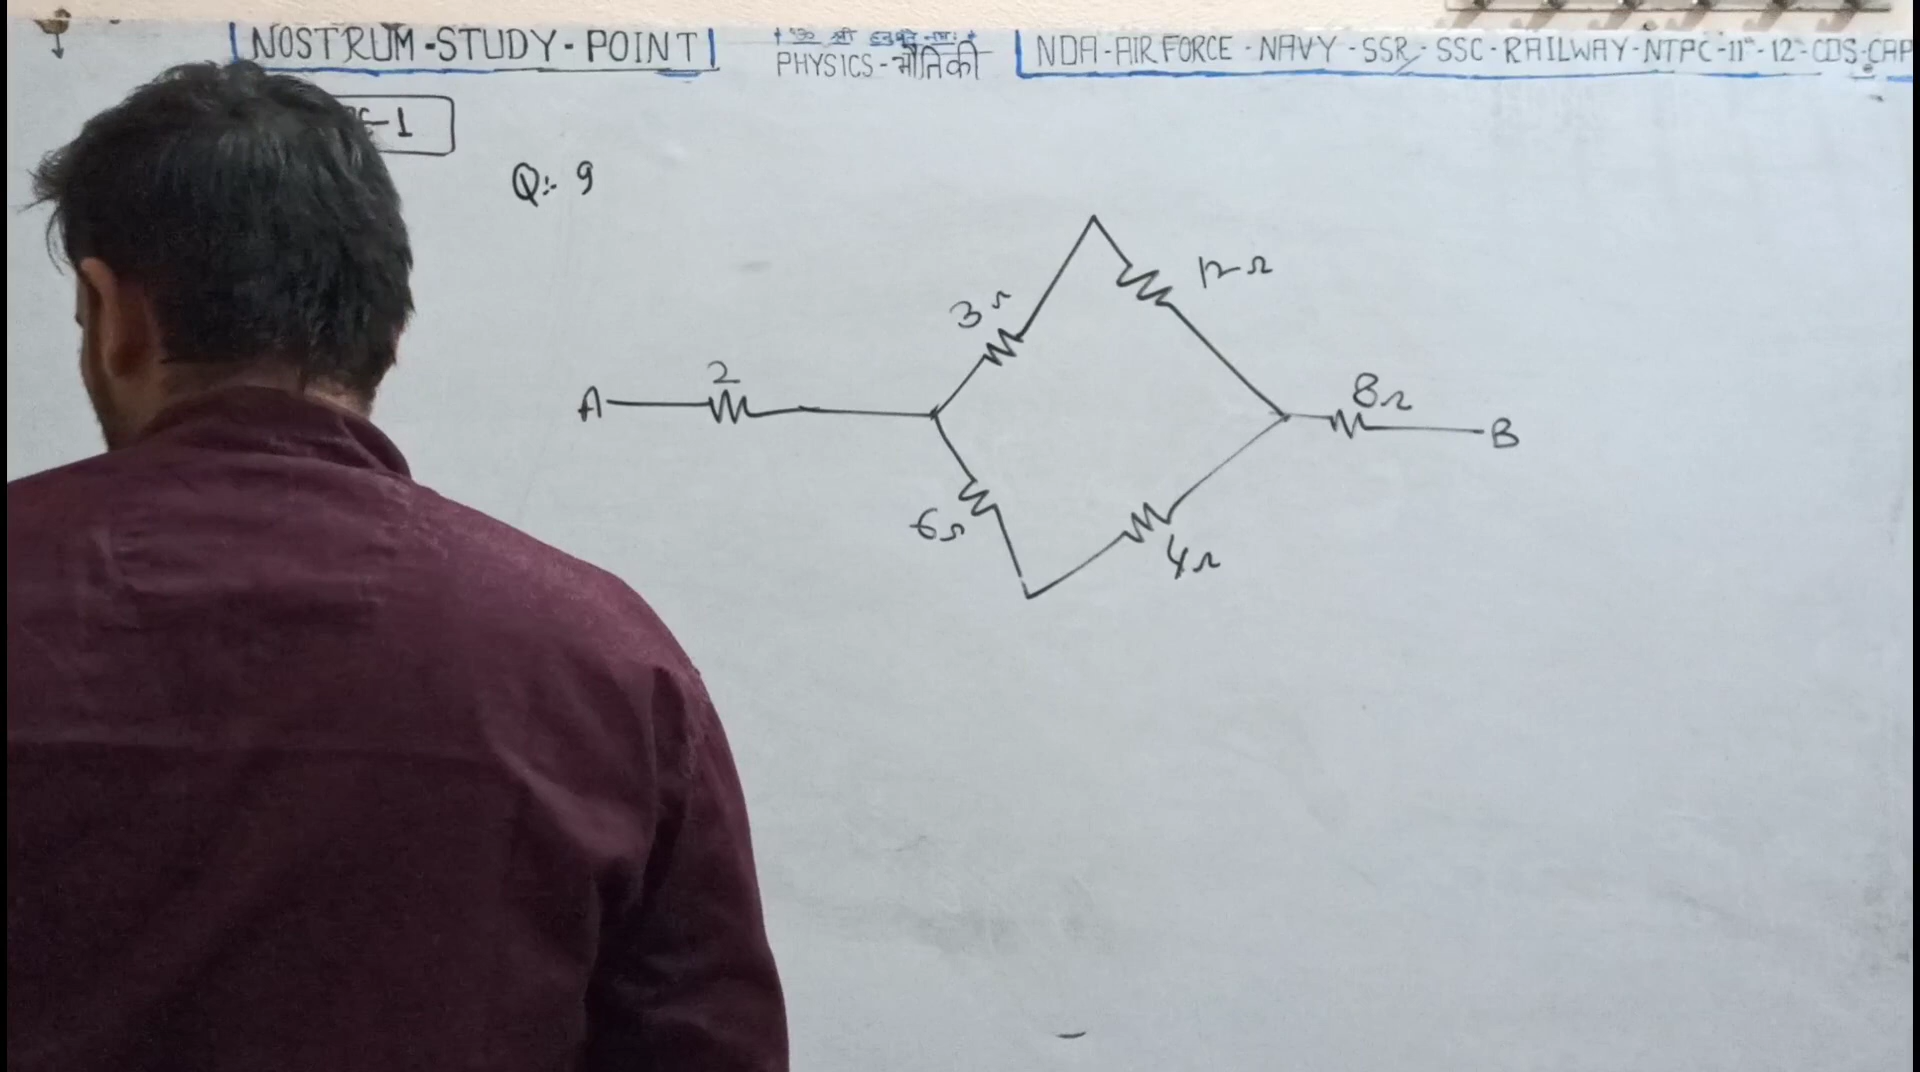 NOSTRUM-STUDY-POINT
PHYSICS-भौतिकी
NDA-AIR FORCE-NAVY-SSR-SSC-RAILWAY-NTPC-11th-12th-CDS-CAP
-1
Q:- 9
12Ω
3Ω
2
8Ω
A
B
6Ω
4Ω